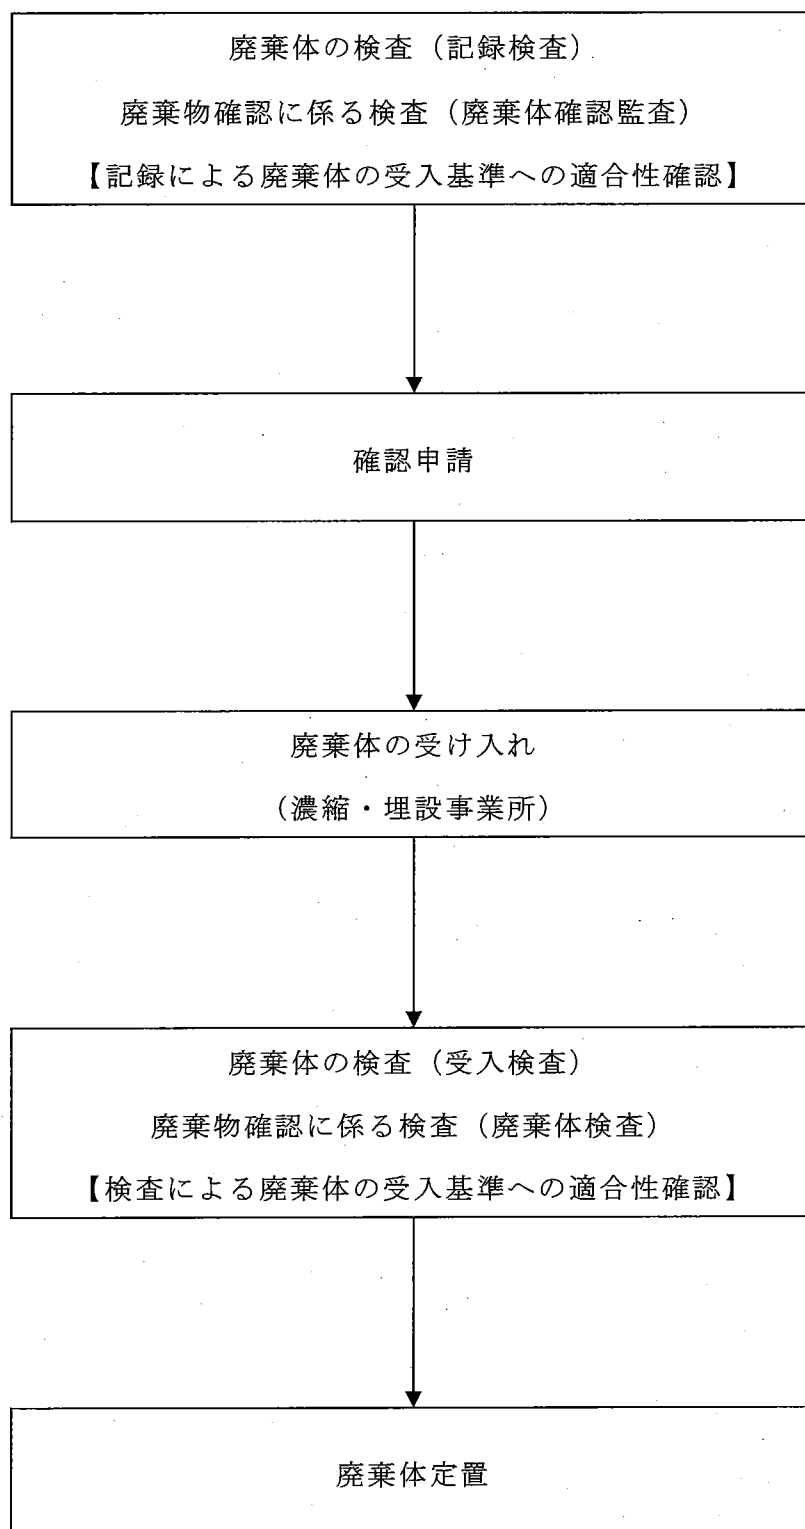 廃棄体の検査（記録検査）
廃棄物確認に係る検査（廃棄体確認監査）
【記録による廃棄体の受入基準への適合性確認】
確認申請
廃棄体の受け入れ
（濃縮・埋設事業所）
廃棄体の検査（受入検査）
廃棄物確認に係る検査（廃棄体検査）
【検査による廃棄体の受入基準への適合性確認】
廃棄体定置